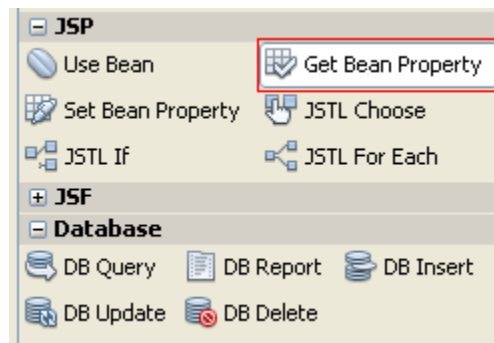 JSP
Use Bean Get Bean Property
Set Bean Property JSTL Choose
JSTL If JSTL For Each
JSF
Database
DB Query DB Report DB Insert
DB Update DB Delete